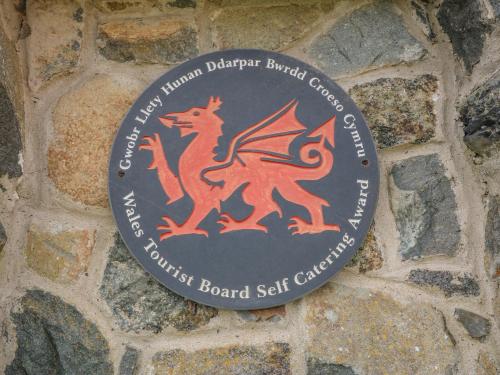 Gwobr Llety Hunan Ddarpar Bwrdd Croeso Cymru
Wales Tourist Board Self Catering Award